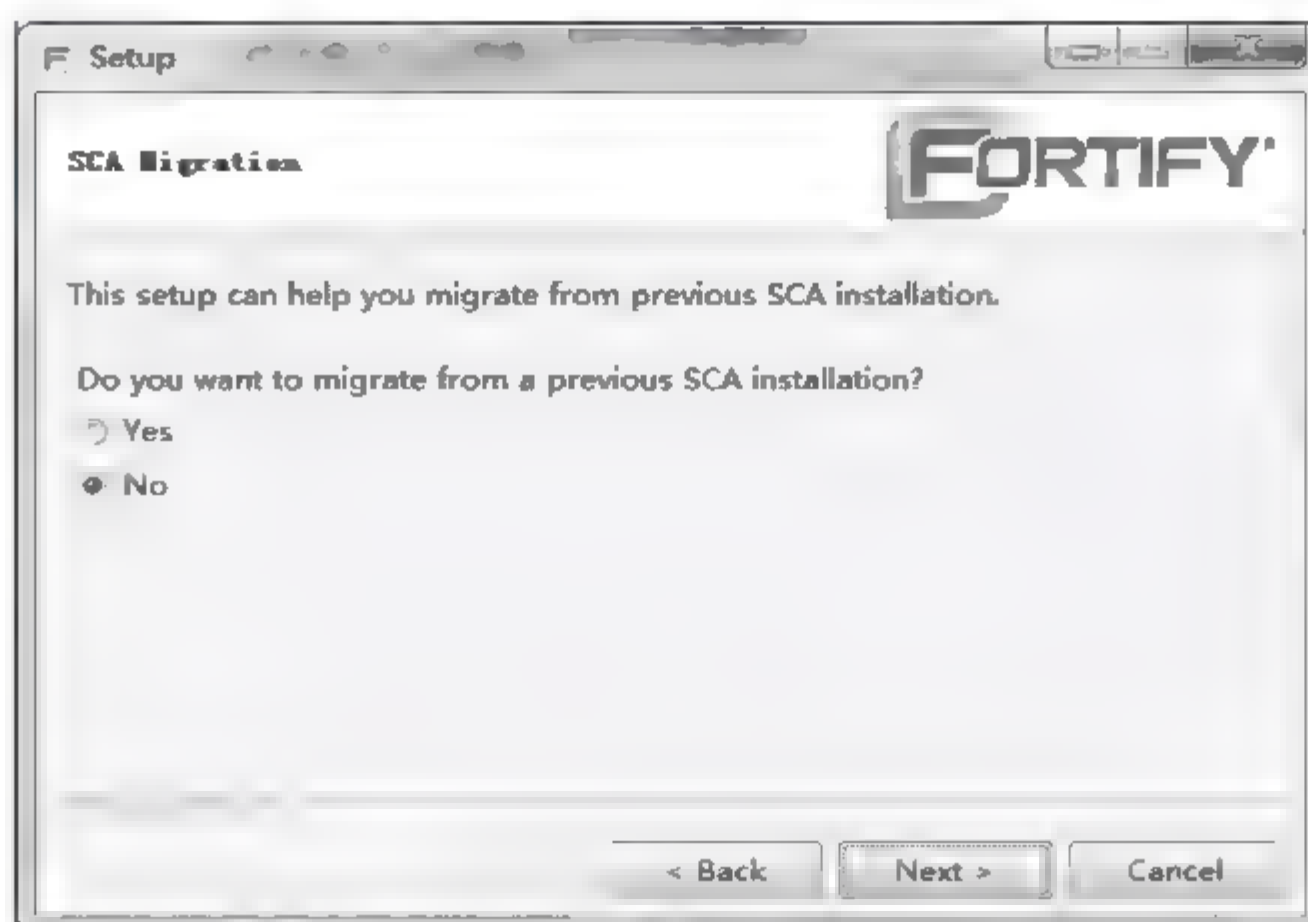 Setup
SCA Migration
FORTIFY
This setup can help you migrate from previous SCA installation.
Do you want to migrate from a previous SCA installation?
Yes
No
< Back
Next >
Cancel